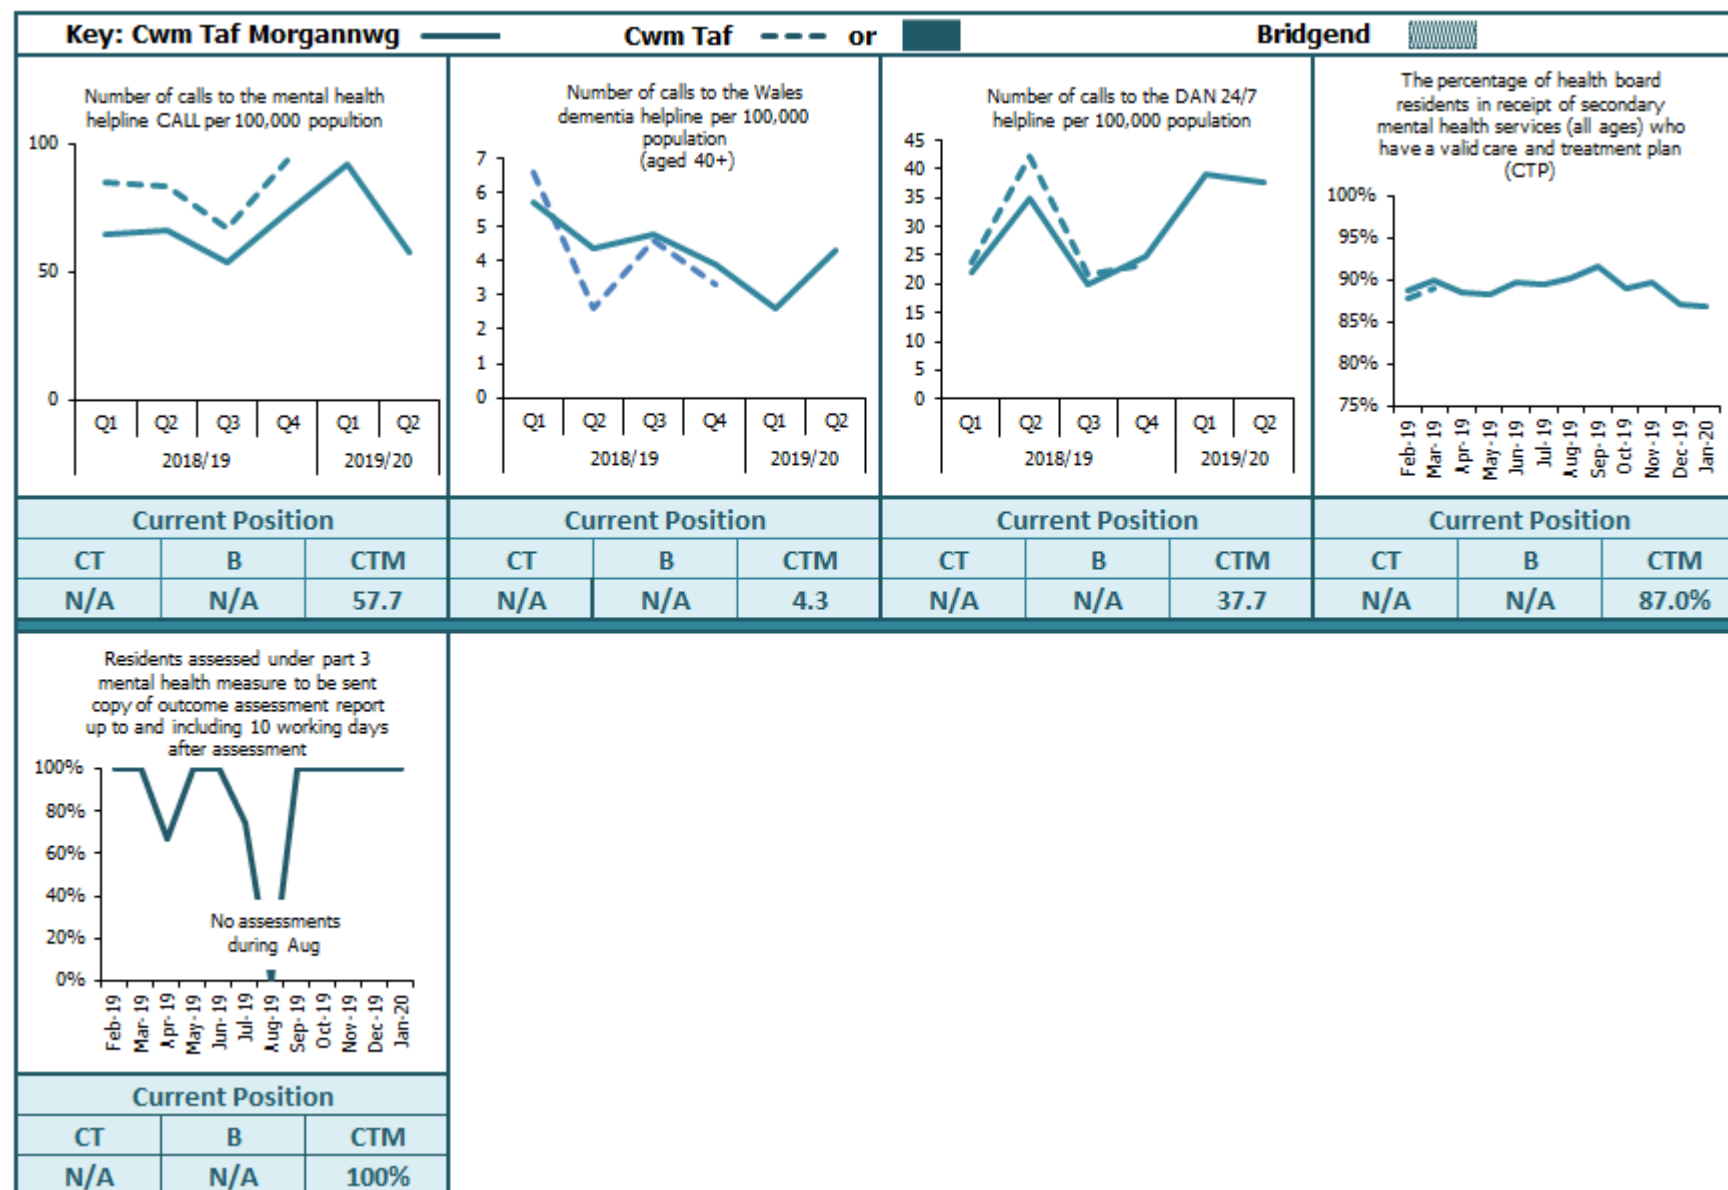 Key: Cwm Taf Morgannwg Cwm Taf or Bridgend
Number of calls to the mental health
helpline CALL per 100,000 popultion
100
50
0
Q1 Q2 Q3 Q4 Q1 Q2
2018/19 2019/20
Number of calls to the Wales
dementia helpline per 100,000
population
(aged 40+)
7
6
5
4
3
2
1
0
Q1 Q2 Q3 Q4 Q1 Q2
2018/19 2019/20
Number of calls to the DAN 24/7
helpline per 100,000 population
45
40
35
30
25
20
15
10
5
0
Q1 Q2 Q3 Q4 Q1 Q2
2018/19 2019/20
The percentage of health board
residents in receipt of secondary
mental health services (all ages) who
have a valid care and treatment plan
(CTP)
100%
95%
90%
85%
80%
75%
Feb-19 Mar-19 Apr-19 May-19 Jun-19 Jul-19 Aug-19 Sep-19 Oct-19 Nov-19 Dec-19 Jan-20
Current Position Current Position Current Position Current Position
CT B CTM CT B CTM CT B CTM CT B CTM
N/A N/A 57.7 N/A N/A 4.3 N/A N/A 37.7 N/A N/A 87.0%
Residents assessed under part 3
mental health measure to be sent
copy of outcome assessment report
up to and including 10 working days
after assessment
100%
80%
60%
40%
20%
0%
No assessments
during Aug
Feb-19 Mar-19 Apr-19 May-19 Jun-19 Jul-19 Aug-19 Sep-19 Oct-19 Nov-19 Dec-19 Jan-20
Current Position
CT B CTM
N/A N/A 100%